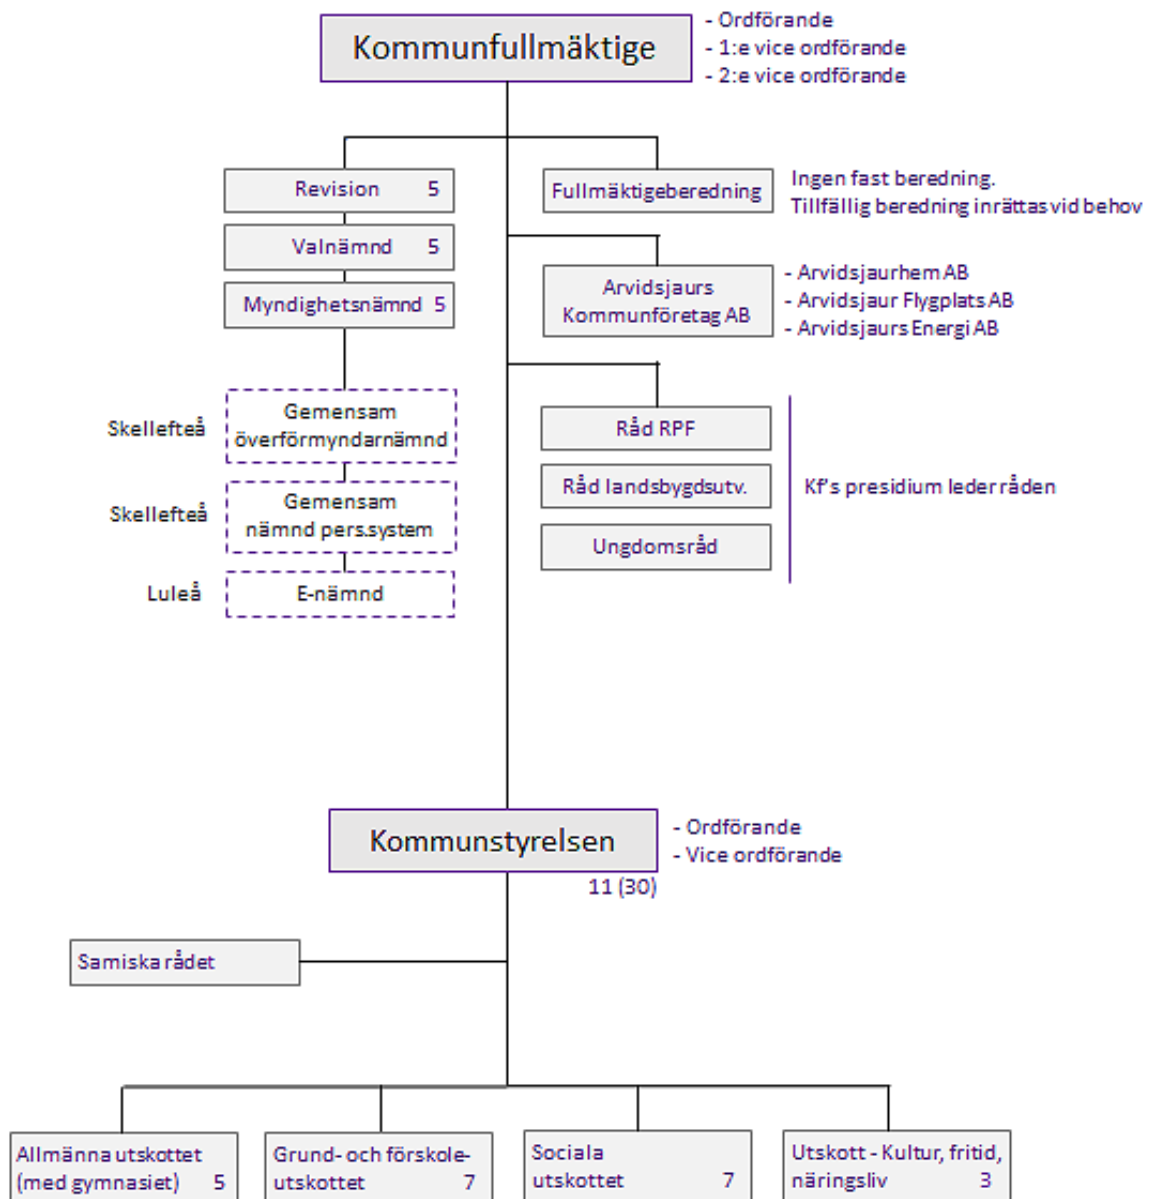 Kommunfullmäktige
- Ordförande
- 1:e vice ordförande
- 2:e vice ordförande
Revision 5
Valnämnd 5
Myndighetsnämnd 5
Fullmäktigeberedning
Ingen fast beredning.
Tillfällig beredning inrättas vid behov
Arvidsjaurs
Kommunföretag AB
- Arvidsjaurhem AB
- Arvidsjaur Flygplats AB
- Arvidsjaurs Energi AB
Skellefteå
Gemensam
överförmyndarnämnd
Skellefteå
Gemensam
nämnd pers.system
Luleå
E-nämnd
Råd RPF
Råd landsbygdsutv.
Ungdomsråd
Kf's presidium leder råden
Kommunstyrelsen
- Ordförande
- Vice ordförande
11 (30)
Samiska rådet
Allmänna utskottet
(med gymnasiet) 5
Grund- och förskole-
utskottet 7
Sociala
utskottet 7
Utskott - Kultur, fritid,
näringsliv 3